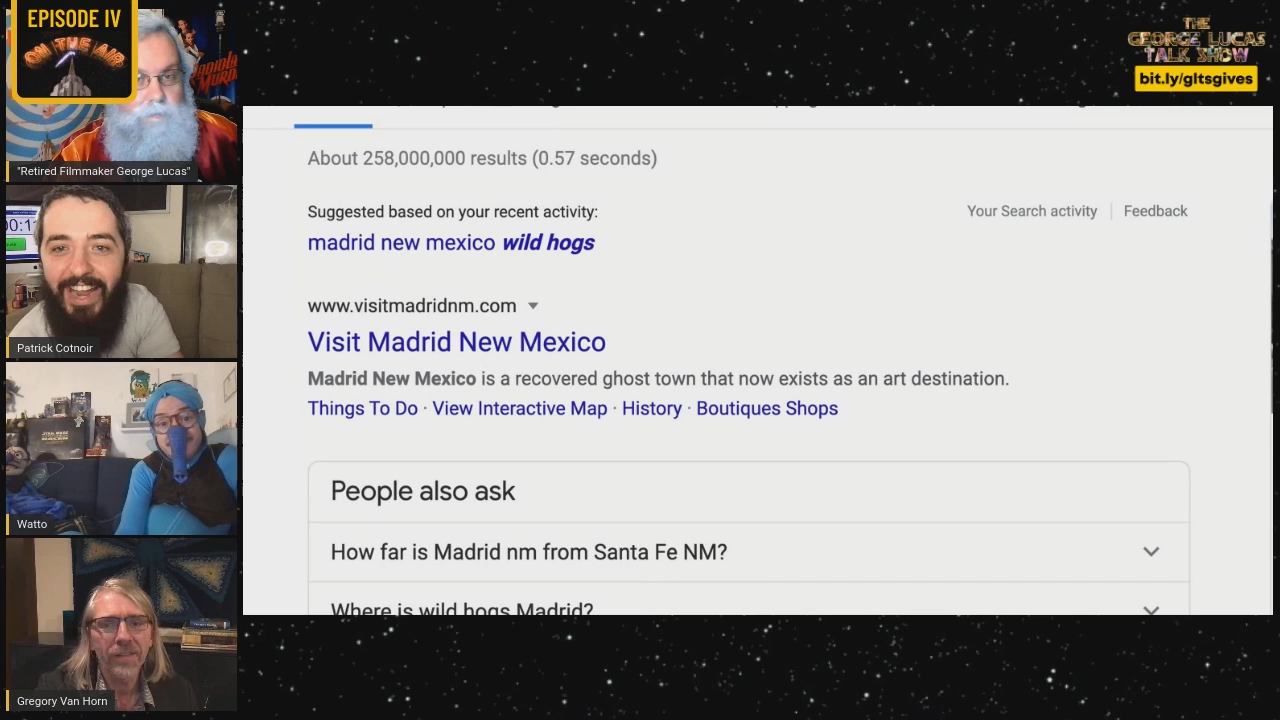 EPISODE IV
ON THE AIR
"Retired Filmmaker George Lucas"
00:1
Patrick Cotnoir
Watto
Gregory Van Horn
THE
GEORGE LUCAS
TALK SHOW
bit.ly/gltsgives
About 258,000,000 results (0.57 seconds)
Suggested based on your recent activity:
Your Search activity
Feedback
madrid new mexico wild hogs
www.visitmadridnm.com
Visit Madrid New Mexico
Madrid New Mexico is a recovered ghost town that now exists as an art destination.
Things To Do · View Interactive Map · History · Boutiques Shops
People also ask
How far is Madrid nm from Santa Fe NM?
Where is wild hogs Madrid?